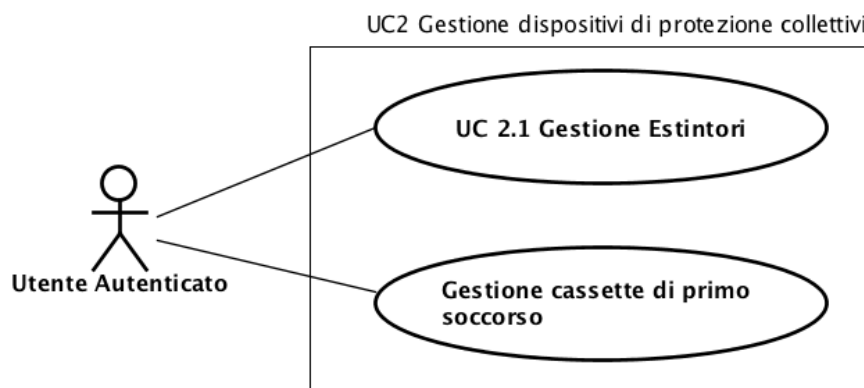 UC2 Gestione dispositivi di protezione collettivi
UC 2.1 Gestione Estintori
Utente Autenticato
Gestione cassette di primo
soccorso